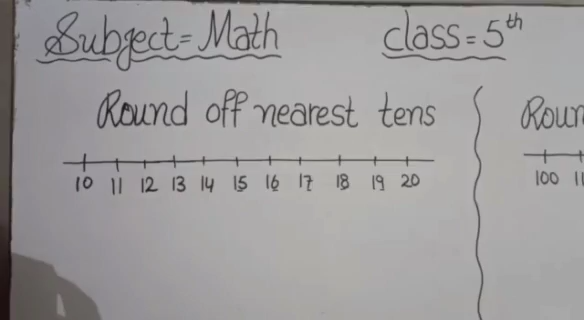 Subject = Math
class = 5th
Round off nearest tens
10 11 12 13 14 15 16 17 18 19 20
100